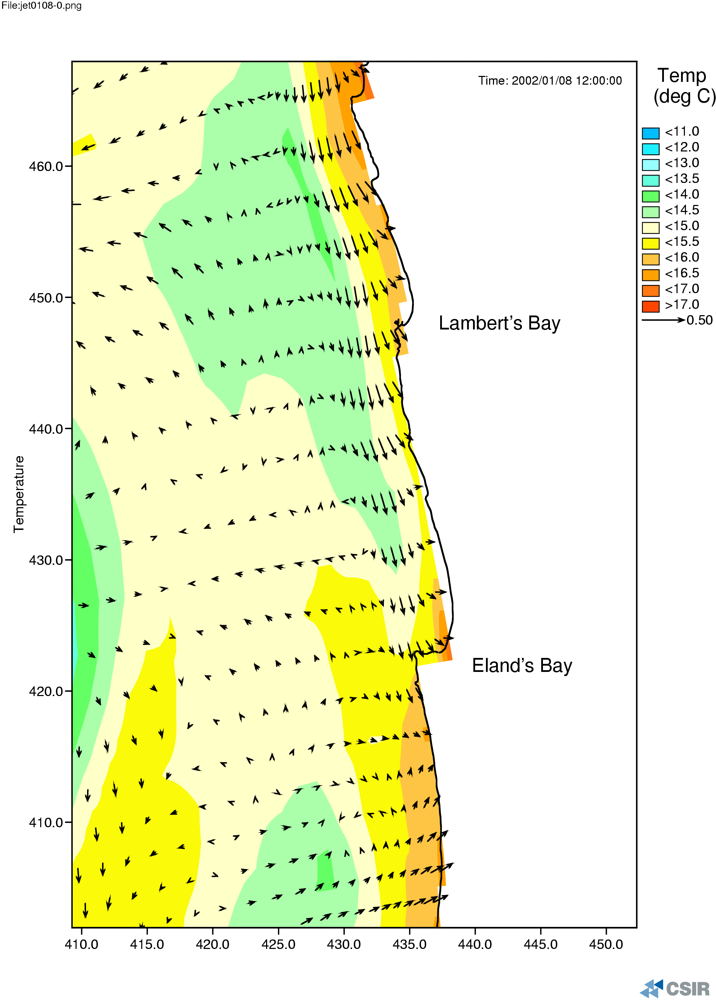 File:jet0108-0.png
Time: 2002/01/08 12:00:00
Temp
(deg C)
<11.0
<12.0
<13.0
<13.5
<14.0
<14.5
<15.0
<15.5
<16.0
<16.5
<17.0
>17.0
0.50
460.0
450.0
440.0
430.0
420.0
410.0
Temperature
Lambert's Bay
Eland's Bay
410.0 415.0 420.0 425.0 430.0 435.0 440.0 445.0 450.0
CSIR